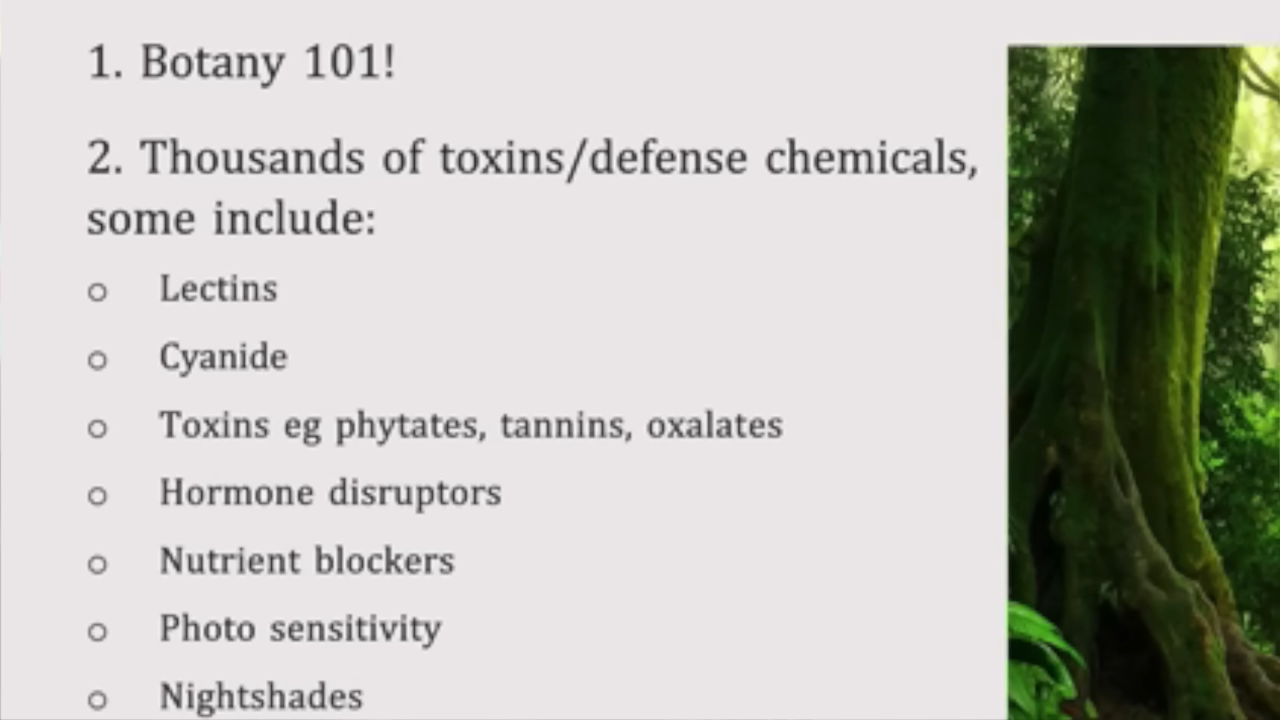 1. Botany 101!
2. Thousands of toxins/defense chemicals,
some include:
o Lectins
o Cyanide
o Toxins eg phytates, tannins, oxalates
o Hormone disruptors
o Nutrient blockers
o Photo sensitivity
o Nightshades